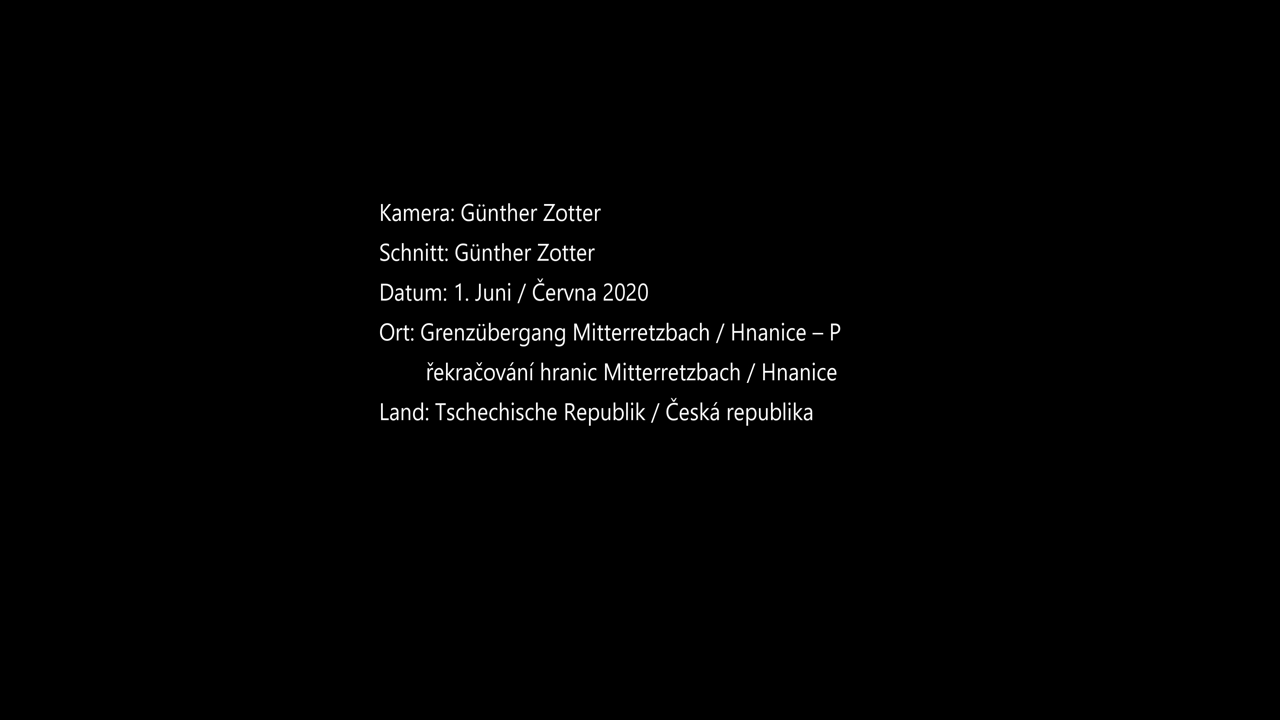 Kamera: Günther Zotter
Schnitt: Günther Zotter
Datum: 1. Juni / Června 2020
Ort: Grenzübergang Mitterretzbach / Hnanice – P
řekračování hranic Mitterretzbach / Hnanice
Land: Tschechische Republik / Česká republika